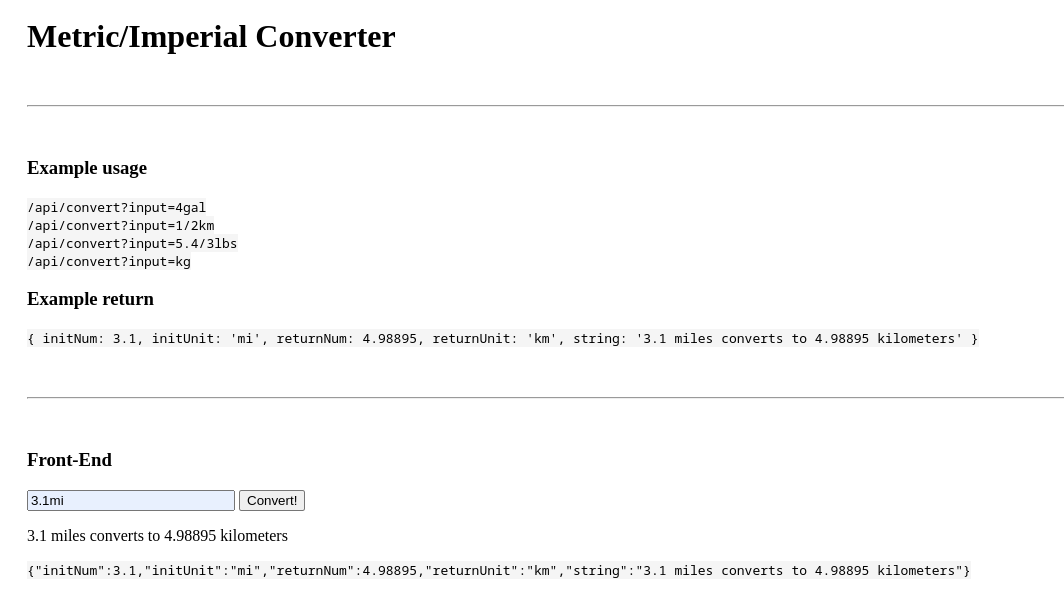 Metric/Imperial Converter
Example usage
/api/convert?input=4gal
/api/convert?input=1/2km
/api/convert?input=5.4/3lbs
/api/convert?input=kg
Example return
{ initNum: 3.1, initUnit: 'mi', returnNum: 4.98895, returnUnit: 'km', string: '3.1 miles converts to 4.98895 kilometers' }
Front-End
3.1mi Convert!
3.1 miles converts to 4.98895 kilometers
{"initNum":3.1,"initUnit":"mi","returnNum":4.98895,"returnUnit":"km","string":"3.1 miles converts to 4.98895 kilometers"}